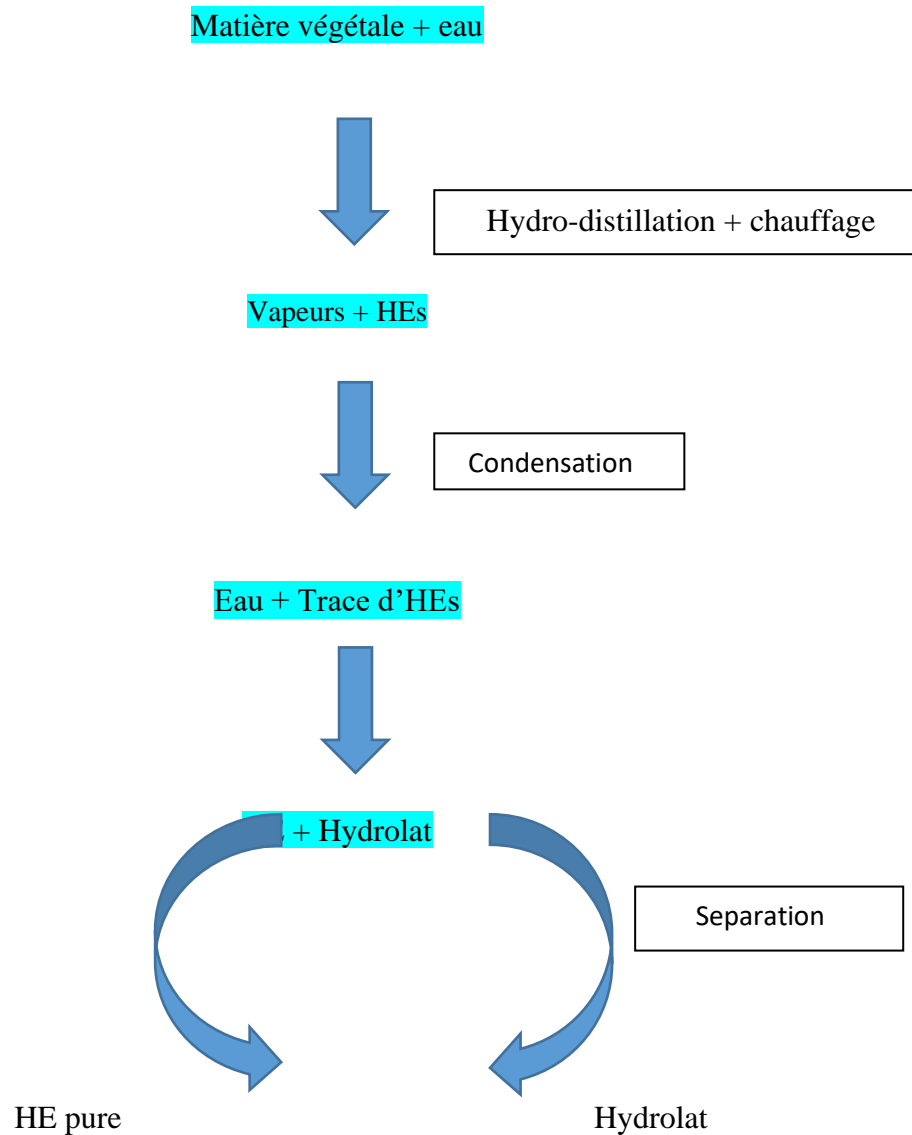 Matière végétale + eau
Hydro-distillation + chauffage
Vapeurs + HEs
Condensation
Eau + Trace d’HEs
+ Hydrolat
Separation
HE pure
Hydrolat